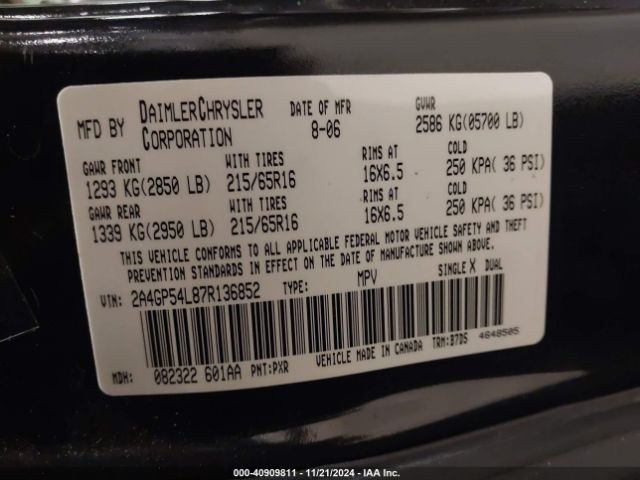 MFD BY DAIMLERCHRYSLER CORPORATION DATE OF MFR 8-06 GVWR 2586 KG(05700 LB)
GAWR FRONT WITH TIRES RIMS AT COLD
1293 KG(2850 LB) 215/65R16 16X6.5 250 KPA( 36 PSI)
GAWR REAR WITH TIRES RIMS AT COLD
1339 KG(2950 LB) 215/65R16 16X6.5 250 KPA( 36 PSI)
THIS VEHICLE CONFORMS TO ALL APPLICABLE FEDERAL MOTOR VEHICLE SAFETY AND THEFT
PREVENTION STANDARDS IN EFFECT ON THE DATE OF MANUFACTURE SHOWN ABOVE.
VIN: 2A4GP54L87R136852 TYPE: MPV SINGLE X DUAL
VEHICLE MADE IN CANADA TRM:B7D5 4648505
MDH: 082322 601AA PNT:PXR
000-40909811 - 11/21/2024 - IAA Inc.